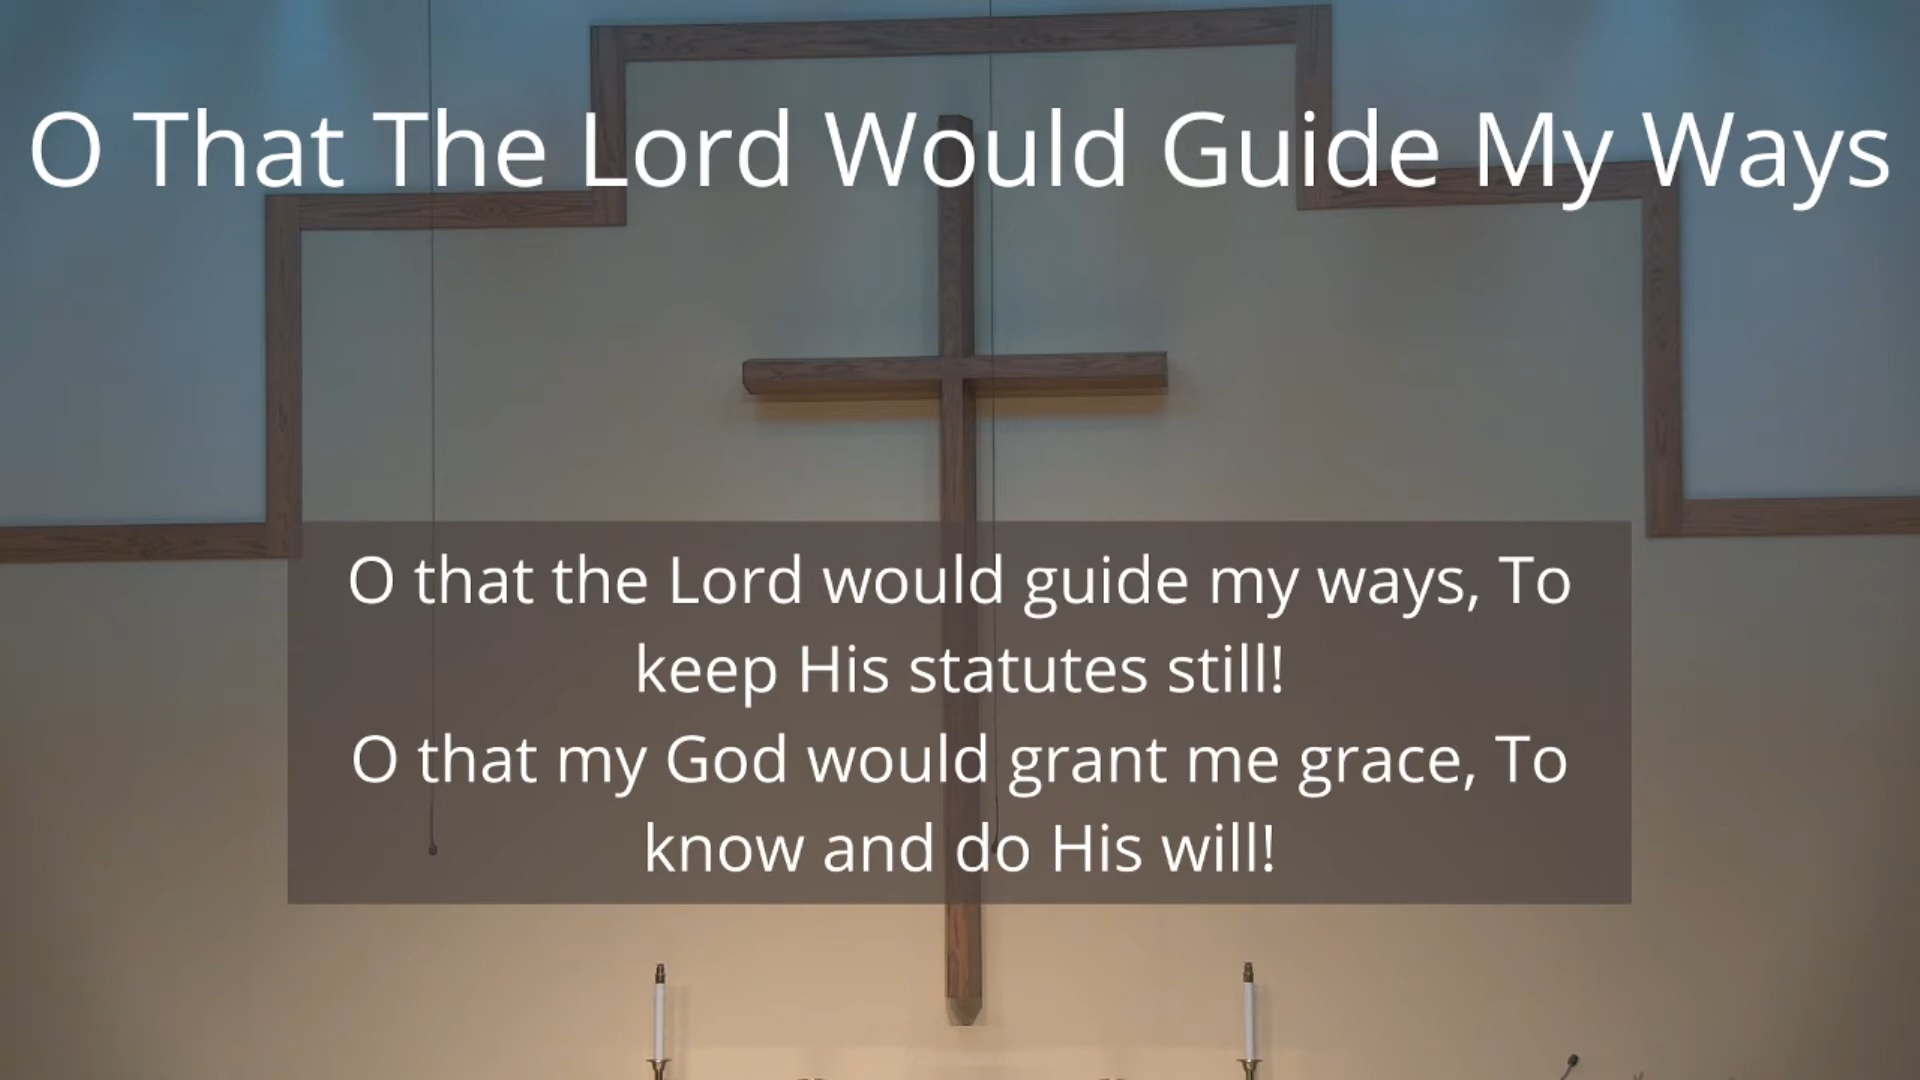 O That The Lord Would Guide My Ways
O that the Lord would guide my ways, To
keep His statutes still!
O that my God would grant me grace, To
know and do His will!